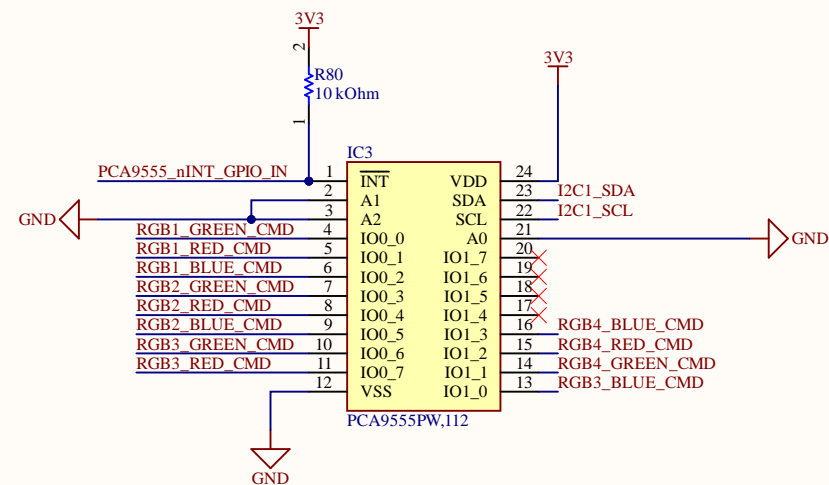 3V3
2
R80
10 kOhm
1
3V3
IC3
PCA9555_nINT_GPIO_IN 1 INT VDD 24
2 A1 SDA 23 I2C1_SDA
GND 3 A2 SCL 22 I2C1_SCL
RGB1_GREEN_CMD 4 IO0_0 A0 21 GND
RGB1_RED_CMD 5 IO0_1 IO1_7 20
RGB1_BLUE_CMD 6 IO0_2 IO1_6 19
RGB2_GREEN_CMD 7 IO0_3 IO1_5 18
RGB2_RED_CMD 8 IO0_4 IO1_4 17
RGB2_BLUE_CMD 9 IO0_5 IO1_3 16 RGB4_BLUE_CMD
RGB3_GREEN_CMD 10 IO0_6 IO1_2 15 RGB4_RED_CMD
RGB3_RED_CMD 11 IO0_7 IO1_1 14 RGB4_GREEN_CMD
12 VSS IO1_0 13 RGB3_BLUE_CMD
PCA9555PW,112
GND